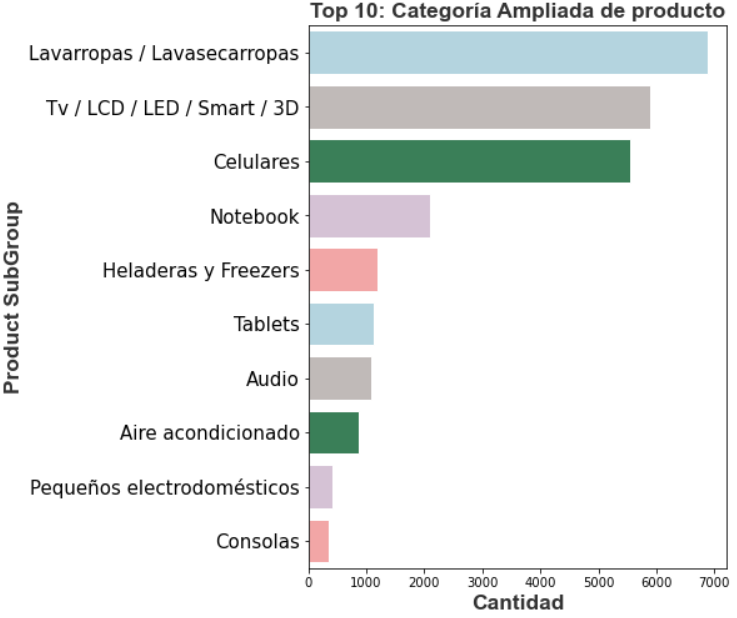 Top 10: Categoría Ampliada de producto
Product SubGroup
Lavarropas / Lavasecarropas
Tv / LCD / LED / Smart / 3D
Celulares
Notebook
Heladeras y Freezers
Tablets
Audio
Aire acondicionado
Pequeños electrodomésticos
Consolas
0 1000 2000 3000 4000 5000 6000 7000
Cantidad